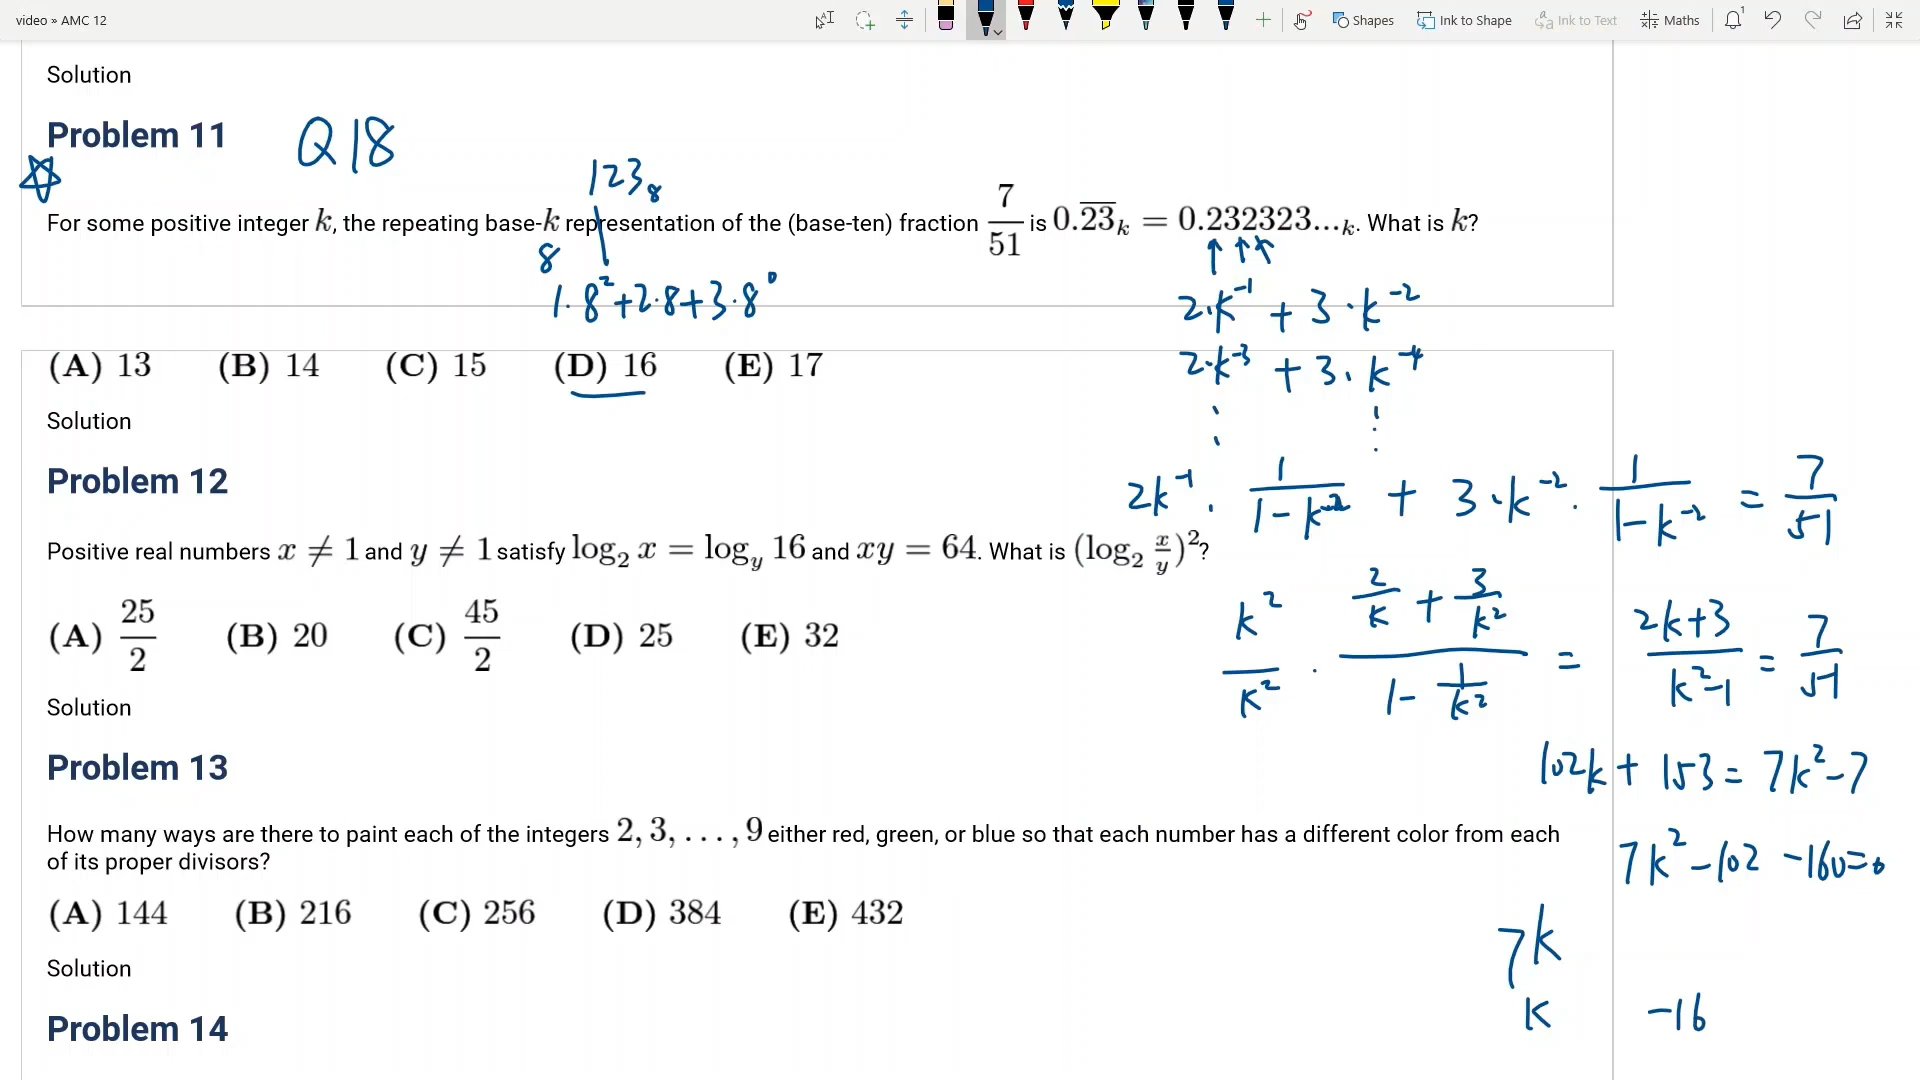 video » AMC 12
Shapes Ink to Shape Ink to Text Maths 1
Solution
Problem 11 Q18
123₈
For some positive integer k, the repeating base-k representation of the (base-ten) fraction 7/51 is 0.\overline{23}_k = 0.232323..._k. What is k?
8
1·8²+2·8+3·8⁰
2·k⁻¹ + 3·k⁻²
2·k⁻³ + 3·k⁻⁴
(A) 13 (B) 14 (C) 15 (D) 16 (E) 17
Solution
Problem 12
2k⁻¹ · 1/(1-k⁻²) + 3·k⁻² · 1/(1-k⁻²) = 7/51
Positive real numbers x ≠ 1 and y ≠ 1 satisfy log₂ x = log_y 16 and xy = 64. What is (log₂ x/y)²?
k²/k² · (2/k + 3/k²)/(1 - 1/k²) = (2k+3)/(k²-1) = 7/51
(A) 25/2 (B) 20 (C) 45/2 (D) 25 (E) 32
Solution
Problem 13
102k + 153 = 7k²-7
How many ways are there to paint each of the integers 2, 3, . . . , 9 either red, green, or blue so that each number has a different color from each
of its proper divisors?
7k²-102 -160=0
(A) 144 (B) 216 (C) 256 (D) 384 (E) 432
7k
Solution
k -16
Problem 14